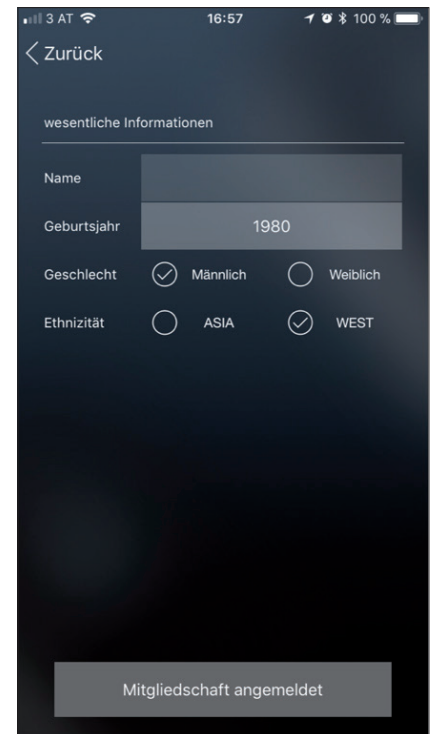 3 AT 16:57 100 %
Zurück
wesentliche Informationen
Name
Geburtsjahr 1980
Geschlecht Männlich Weiblich
Ethnizität ASIA WEST
Mitgliedschaft angemeldet